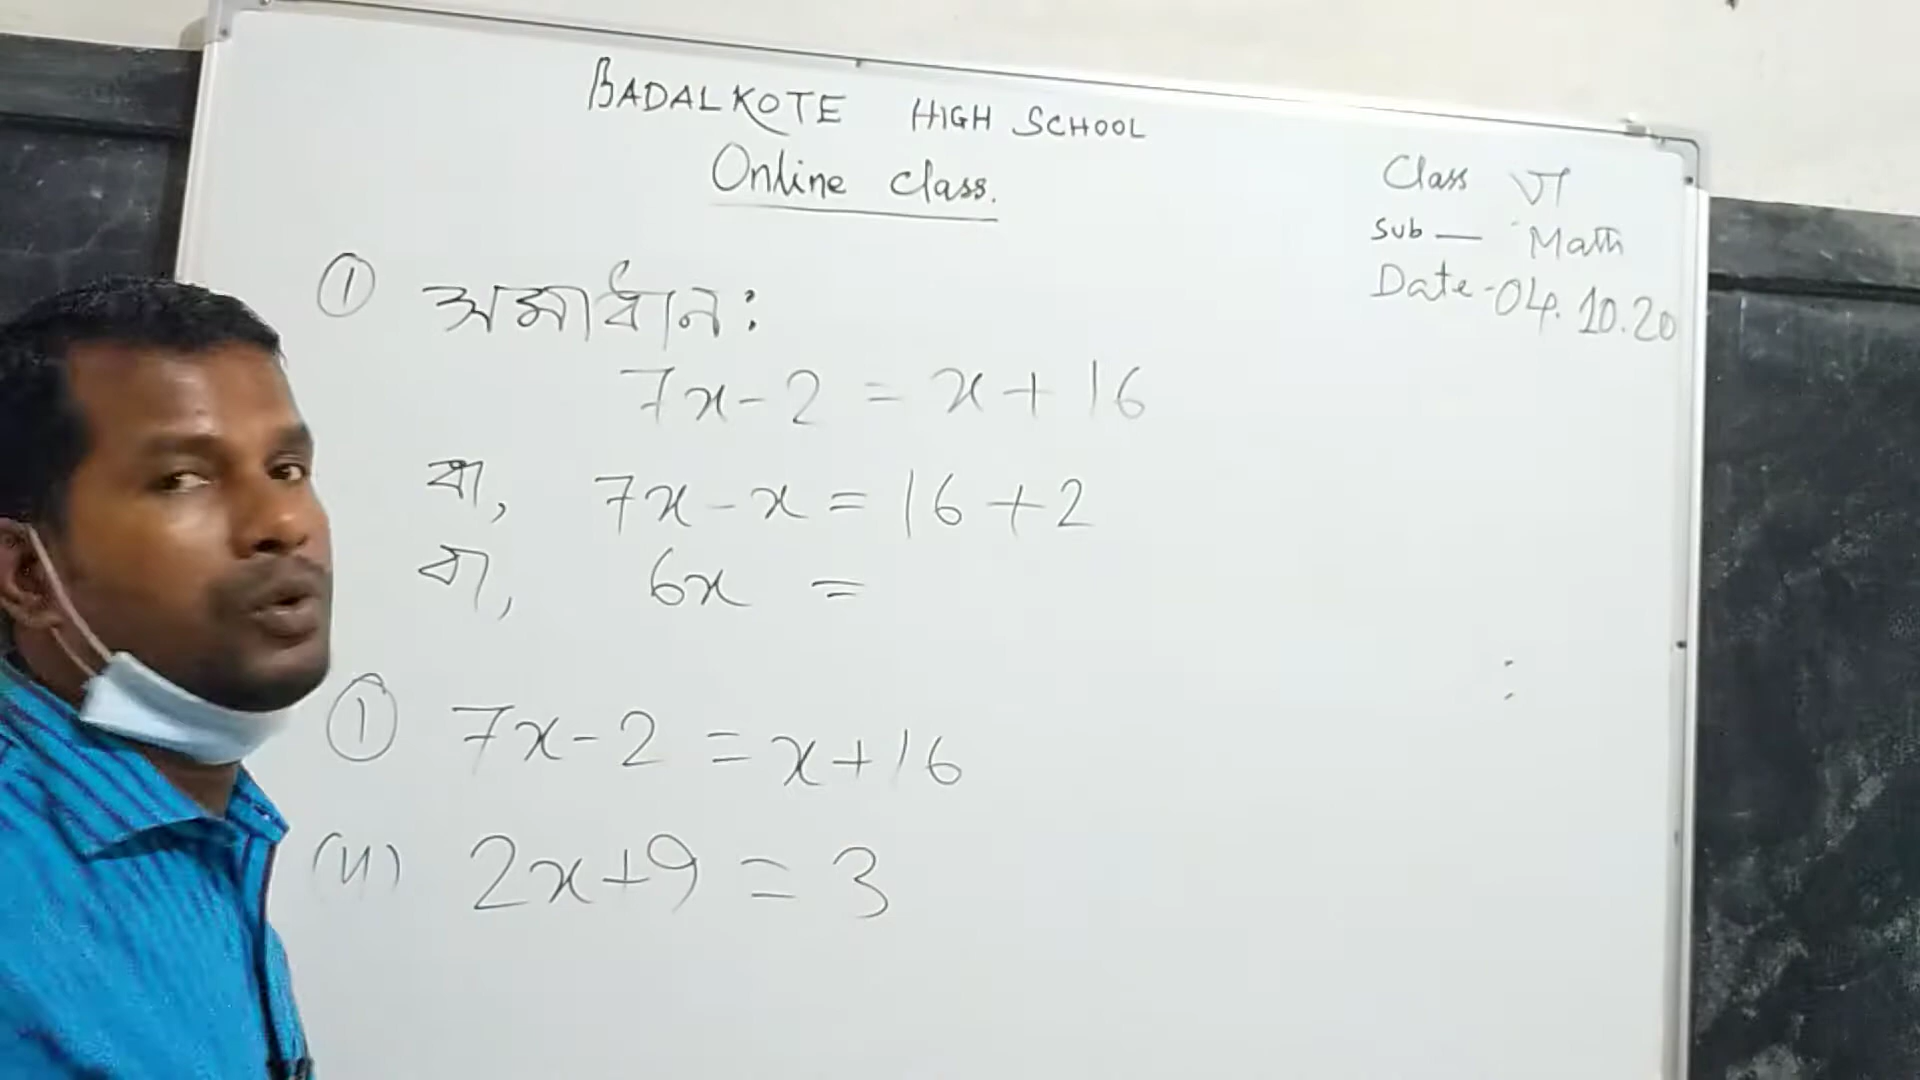 BADALKOTE HIGH SCHOOL
Online class.
Class VI
Sub — Math
Date - 04.10.20
① সমাধান:
7x - 2 = x + 16
বা, 7x - x = 16 + 2
বা, 6x =
① 7x - 2 = x + 16
(ii) 2x + 9 = 3